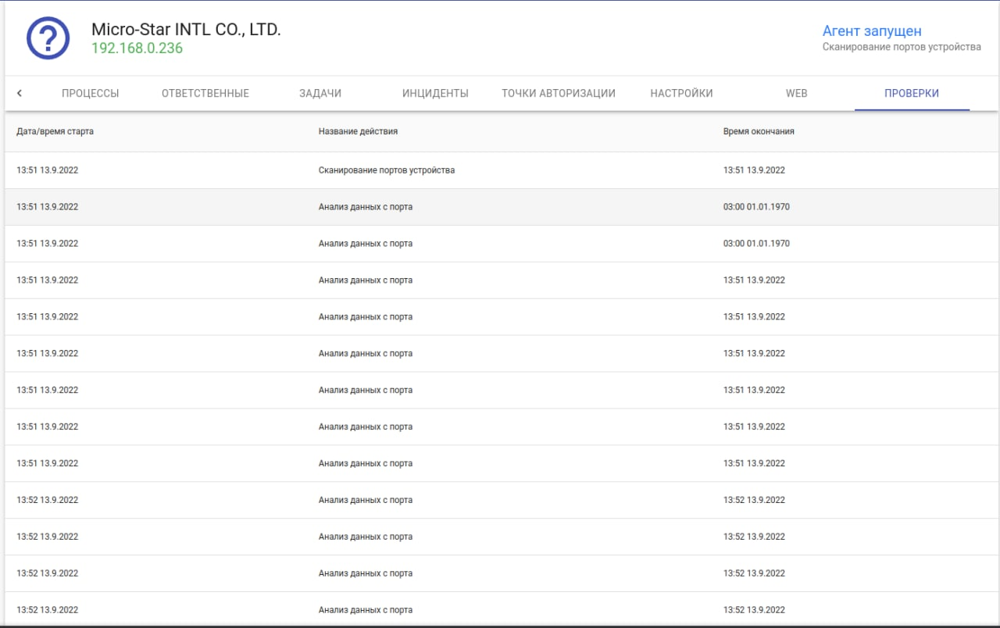 Micro-Star INTL CO., LTD.
192.168.0.236
Агент запущен
Сканирование портов устройства
ПРОЦЕССЫ ОТВЕТСТВЕННЫЕ ЗАДАЧИ ИНЦИДЕНТЫ ТОЧКИ АВТОРИЗАЦИИ НАСТРОЙКИ WEB ПРОВЕРКИ
Дата/время старта Название действия Время окончания
13:51 13.9.2022 Сканирование портов устройства 13:51 13.9.2022
13:51 13.9.2022 Анализ данных с порта 03:00 01.01.1970
13:51 13.9.2022 Анализ данных с порта 03:00 01.01.1970
13:51 13.9.2022 Анализ данных с порта 13:51 13.9.2022
13:51 13.9.2022 Анализ данных с порта 13:51 13.9.2022
13:51 13.9.2022 Анализ данных с порта 13:51 13.9.2022
13:51 13.9.2022 Анализ данных с порта 13:51 13.9.2022
13:51 13.9.2022 Анализ данных с порта 13:51 13.9.2022
13:51 13.9.2022 Анализ данных с порта 13:51 13.9.2022
13:52 13.9.2022 Анализ данных с порта 13:52 13.9.2022
13:52 13.9.2022 Анализ данных с порта 13:52 13.9.2022
13:52 13.9.2022 Анализ данных с порта 13:52 13.9.2022
13:52 13.9.2022 Анализ данных с порта 13:52 13.9.2022